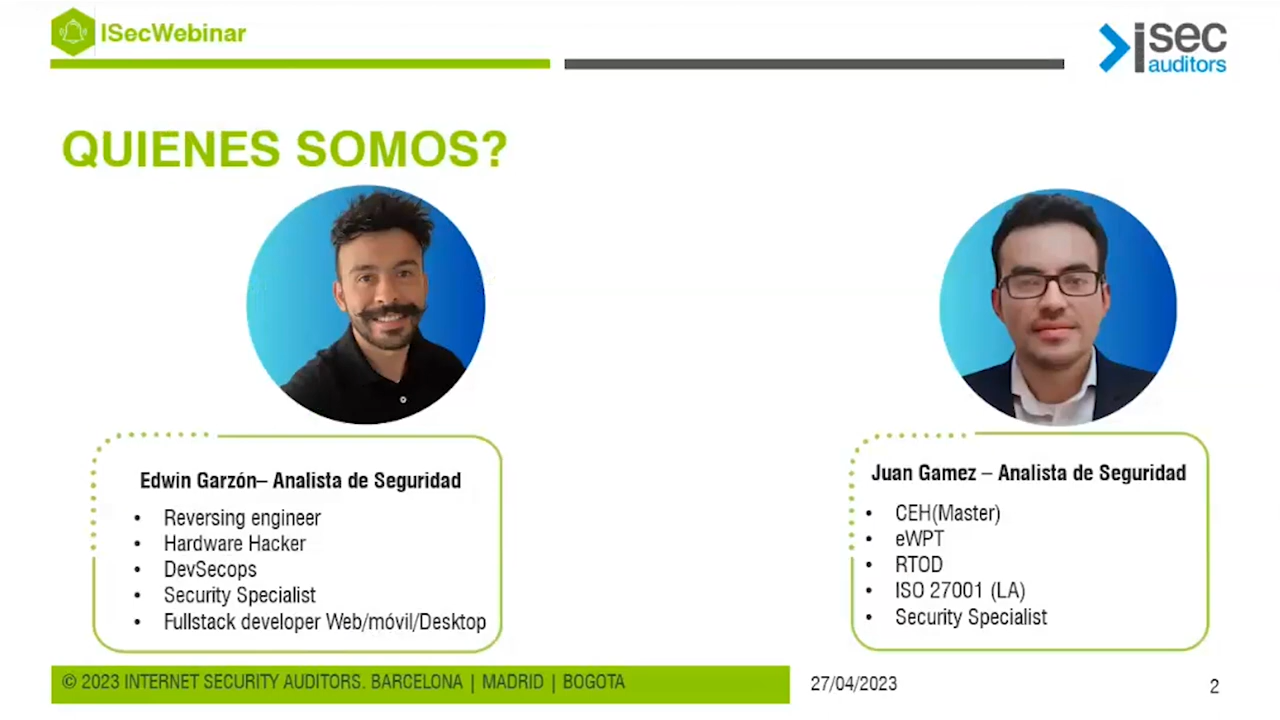 ISecWebinar
isec
auditors
QUIENES SOMOS?
Edwin Garzón– Analista de Seguridad
• Reversing engineer
• Hardware Hacker
• DevSecops
• Security Specialist
• Fullstack developer Web/móvil/Desktop
Juan Gamez – Analista de Seguridad
• CEH(Master)
• eWPT
• RTOD
• ISO 27001 (LA)
• Security Specialist
© 2023 INTERNET SECURITY AUDITORS. BARCELONA | MADRID | BOGOTA
27/04/2023
2